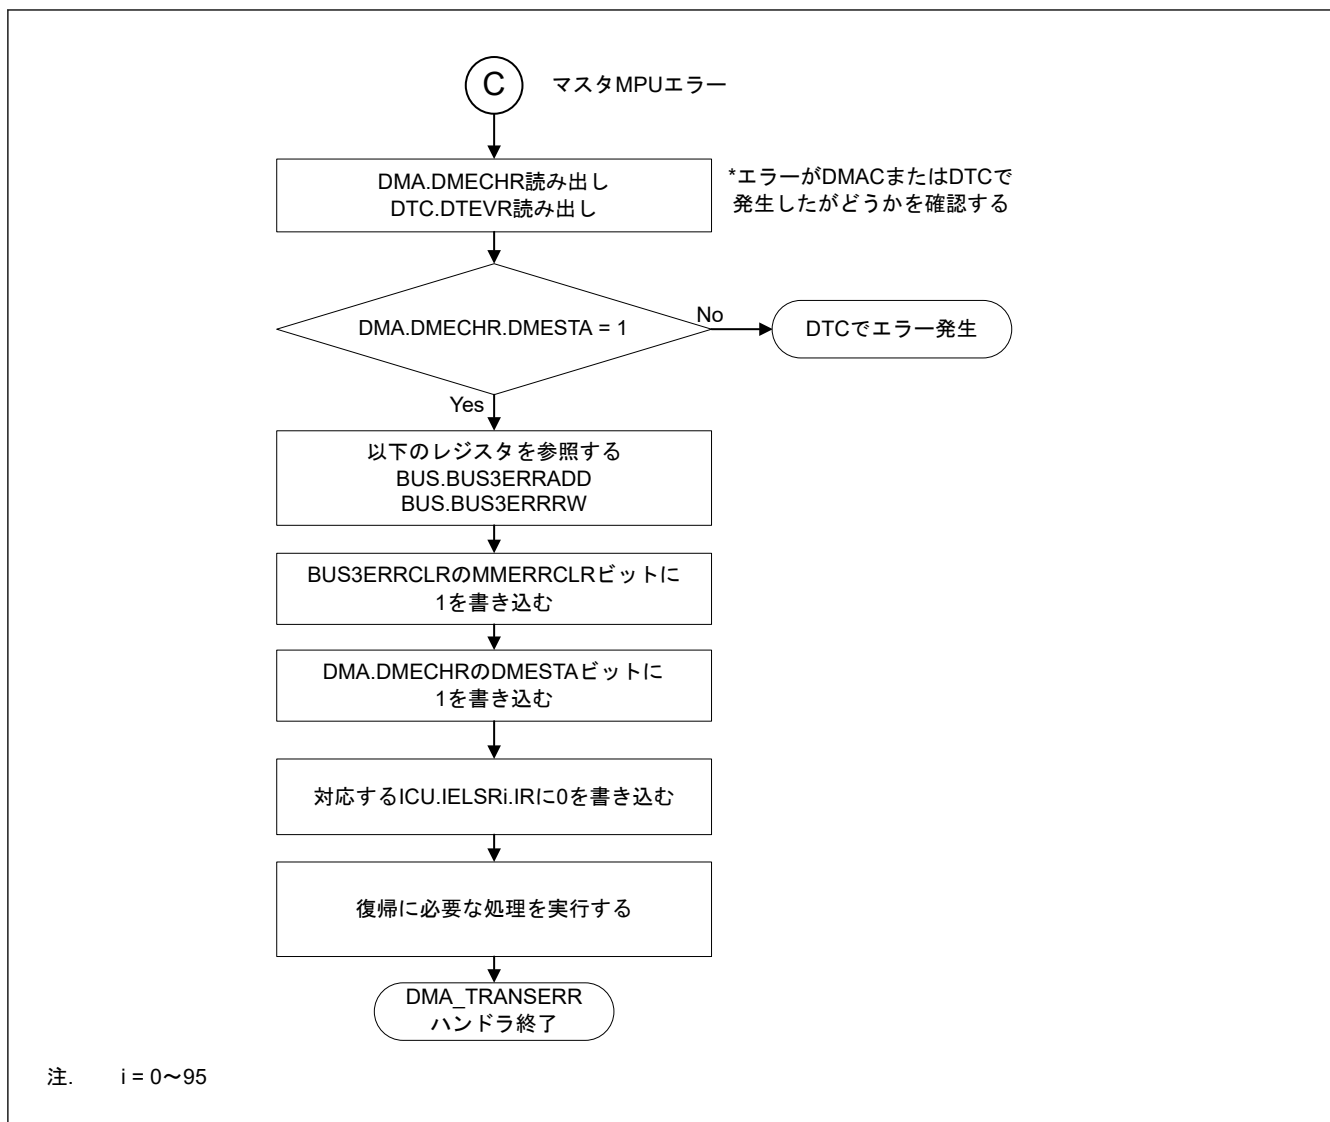 C
マスタMPUエラー
DMA.DMECHR読み出し
DTC.DTEVR読み出し
*エラーがDMACまたはDTCで
発生したがどうかを確認する
DMA.DMECHR.DMESTA = 1
No
DTCでエラー発生
Yes
以下のレジスタを参照する
BUS.BUS3ERRADD
BUS.BUS3ERRRW
BUS3ERRCLRのMMERRCLRビットに
1を書き込む
DMA.DMECHRのDMESTAビットに
1を書き込む
対応するICU.IELSRi.IRに0を書き込む
復帰に必要な処理を実行する
DMA_TRANSERR
ハンドラ終了
注. i = 0～95